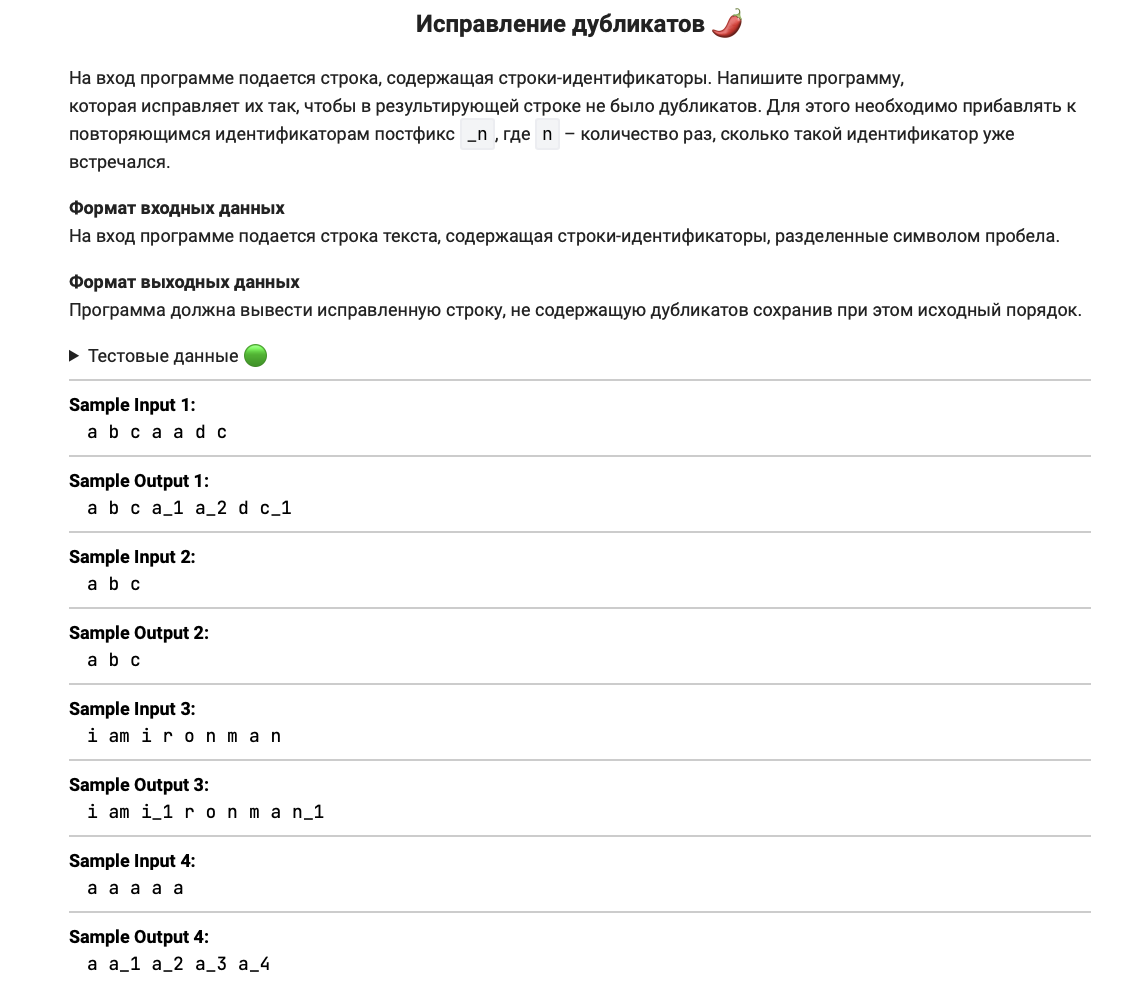 Исправление дубликатов 🌶️
На вход программе подается строка, содержащая строки-идентификаторы. Напишите программу,
которая исправляет их так, чтобы в результирующей строке не было дубликатов. Для этого необходимо прибавлять к
повторяющимся идентификаторам постфикс _n, где n – количество раз, сколько такой идентификатор уже
встречался.
Формат входных данных
На вход программе подается строка текста, содержащая строки-идентификаторы, разделенные символом пробела.
Формат выходных данных
Программа должна вывести исправленную строку, не содержащую дубликатов сохранив при этом исходный порядок.
▶ Тестовые данные 🟢
Sample Input 1:
a b c a a d c
Sample Output 1:
a b c a_1 a_2 d c_1
Sample Input 2:
a b c
Sample Output 2:
a b c
Sample Input 3:
i am i r o n m a n
Sample Output 3:
i am i_1 r o n m a n_1
Sample Input 4:
a a a a a
Sample Output 4:
a a_1 a_2 a_3 a_4